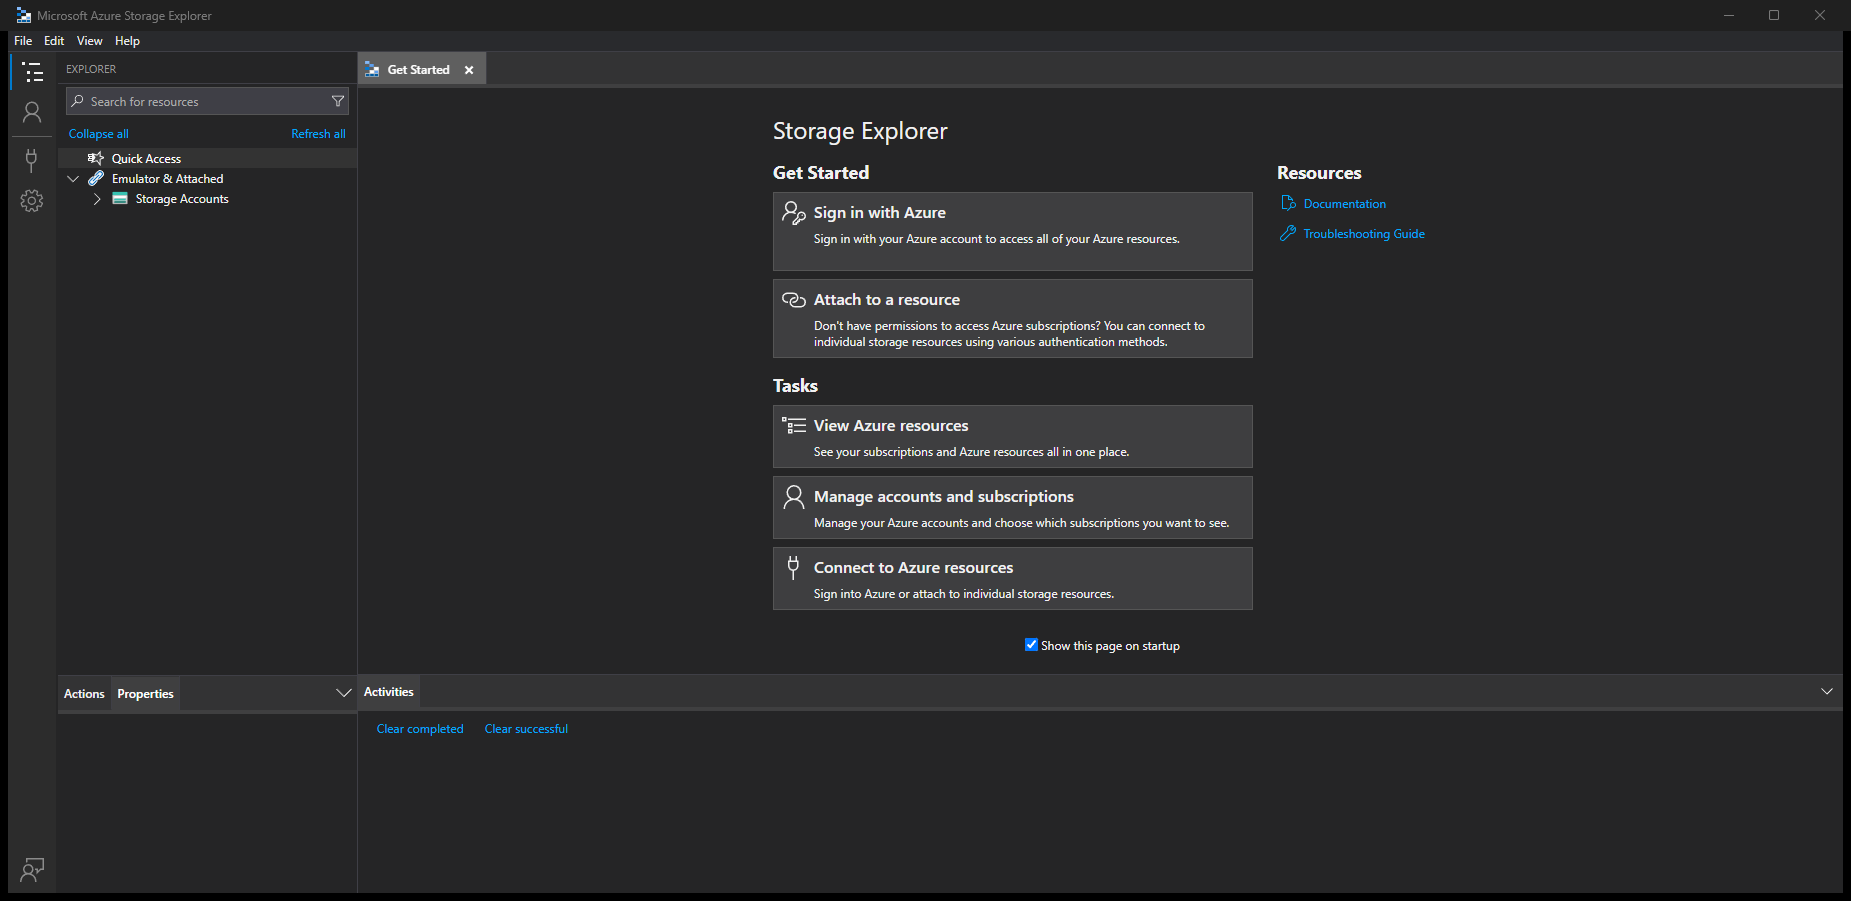 Microsoft Azure Storage Explorer
File Edit View Help
EXPLORER
Search for resources
Collapse all
Refresh all
Quick Access
Emulator & Attached
Storage Accounts
Actions
Properties
Get Started
Storage Explorer
Get Started
Sign in with Azure
Sign in with your Azure account to access all of your Azure resources.
Attach to a resource
Don't have permissions to access Azure subscriptions? You can connect to
individual storage resources using various authentication methods.
Tasks
View Azure resources
See your subscriptions and Azure resources all in one place.
Manage accounts and subscriptions
Manage your Azure accounts and choose which subscriptions you want to see.
Connect to Azure resources
Sign into Azure or attach to individual storage resources.
Show this page on startup
Resources
Documentation
Troubleshooting Guide
Activities
Clear completed
Clear successful